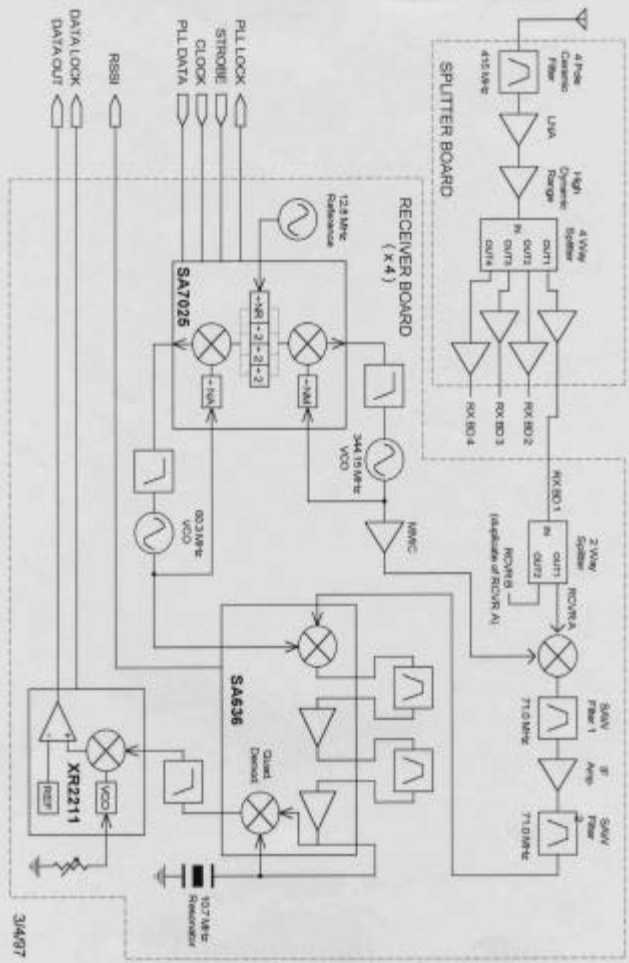 4 Pole
Ceramic
Filter
415 MHz
LNA
High
Dynamic
Range
4 Way
Splitter
IN
OUT1
OUT2
OUT3
OUT4
SPLITTER BOARD
RX BD 1
RX BD 2
RX BD 3
RX BD 4
2 Way
Splitter
IN
OUT1
OUT2
RCVR A
RCVR B
(duplicate of RCVR A)
SAW
Filter 1
71.0 MHz
IF
Amp
SAW
Filter
2
71.0 MHz
RECEIVER BOARD
( x 4 )
MMIC
344.15 MHz
VCO
12.8 MHz
Reference
÷NM
÷NR
÷2
÷2
÷2
÷NA
SA7025
60.3 MHz
VCO
PLL LOCK
STROBE
CLOCK
PLL DATA
RSSI
DATA LOCK
DATA OUT
SA636
Quad
Demod
10.7 MHz
Resonator
VCO
REF
+
-
XR2211
3/4/97